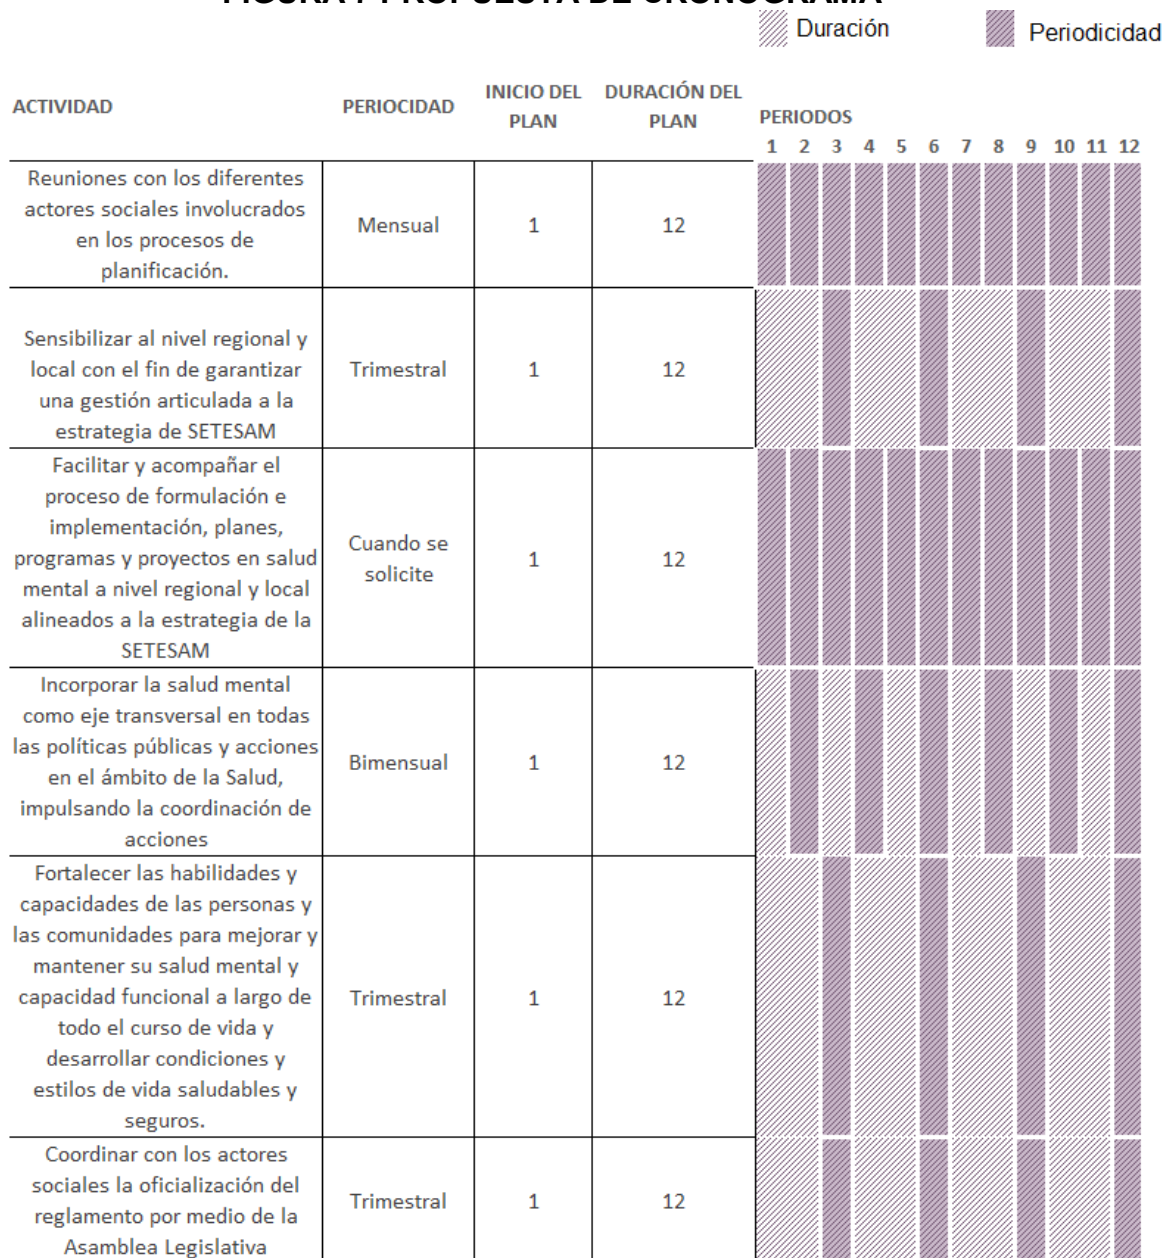 FIGURA 7 PROPUESTA DE CRONOGRAMA
Duración
Periodicidad
ACTIVIDAD
PERIOCIDAD
INICIO DEL
PLAN
DURACIÓN DEL
PLAN
PERIODOS
1 2 3 4 5 6 7 8 9 10 11 12
Reuniones con los diferentes
actores sociales involucrados
en los procesos de
planificación.
Mensual
1
12
Sensibilizar al nivel regional y
local con el fin de garantizar
una gestión articulada a la
estrategia de SETESAM
Trimestral
1
12
Facilitar y acompañar el
proceso de formulación e
implementación, planes,
programas y proyectos en salud
mental a nivel regional y local
alineados a la estrategia de la
SETESAM
Cuando se
solicite
1
12
Incorporar la salud mental
como eje transversal en todas
las políticas públicas y acciones
en el ámbito de la Salud,
impulsando la coordinación de
acciones
Bimensual
1
12
Fortalecer las habilidades y
capacidades de las personas y
las comunidades para mejorar y
mantener su salud mental y
capacidad funcional a largo de
todo el curso de vida y
desarrollar condiciones y
estilos de vida saludables y
seguros.
Trimestral
1
12
Coordinar con los actores
sociales la oficialización del
reglamento por medio de la
Asamblea Legislativa
Trimestral
1
12